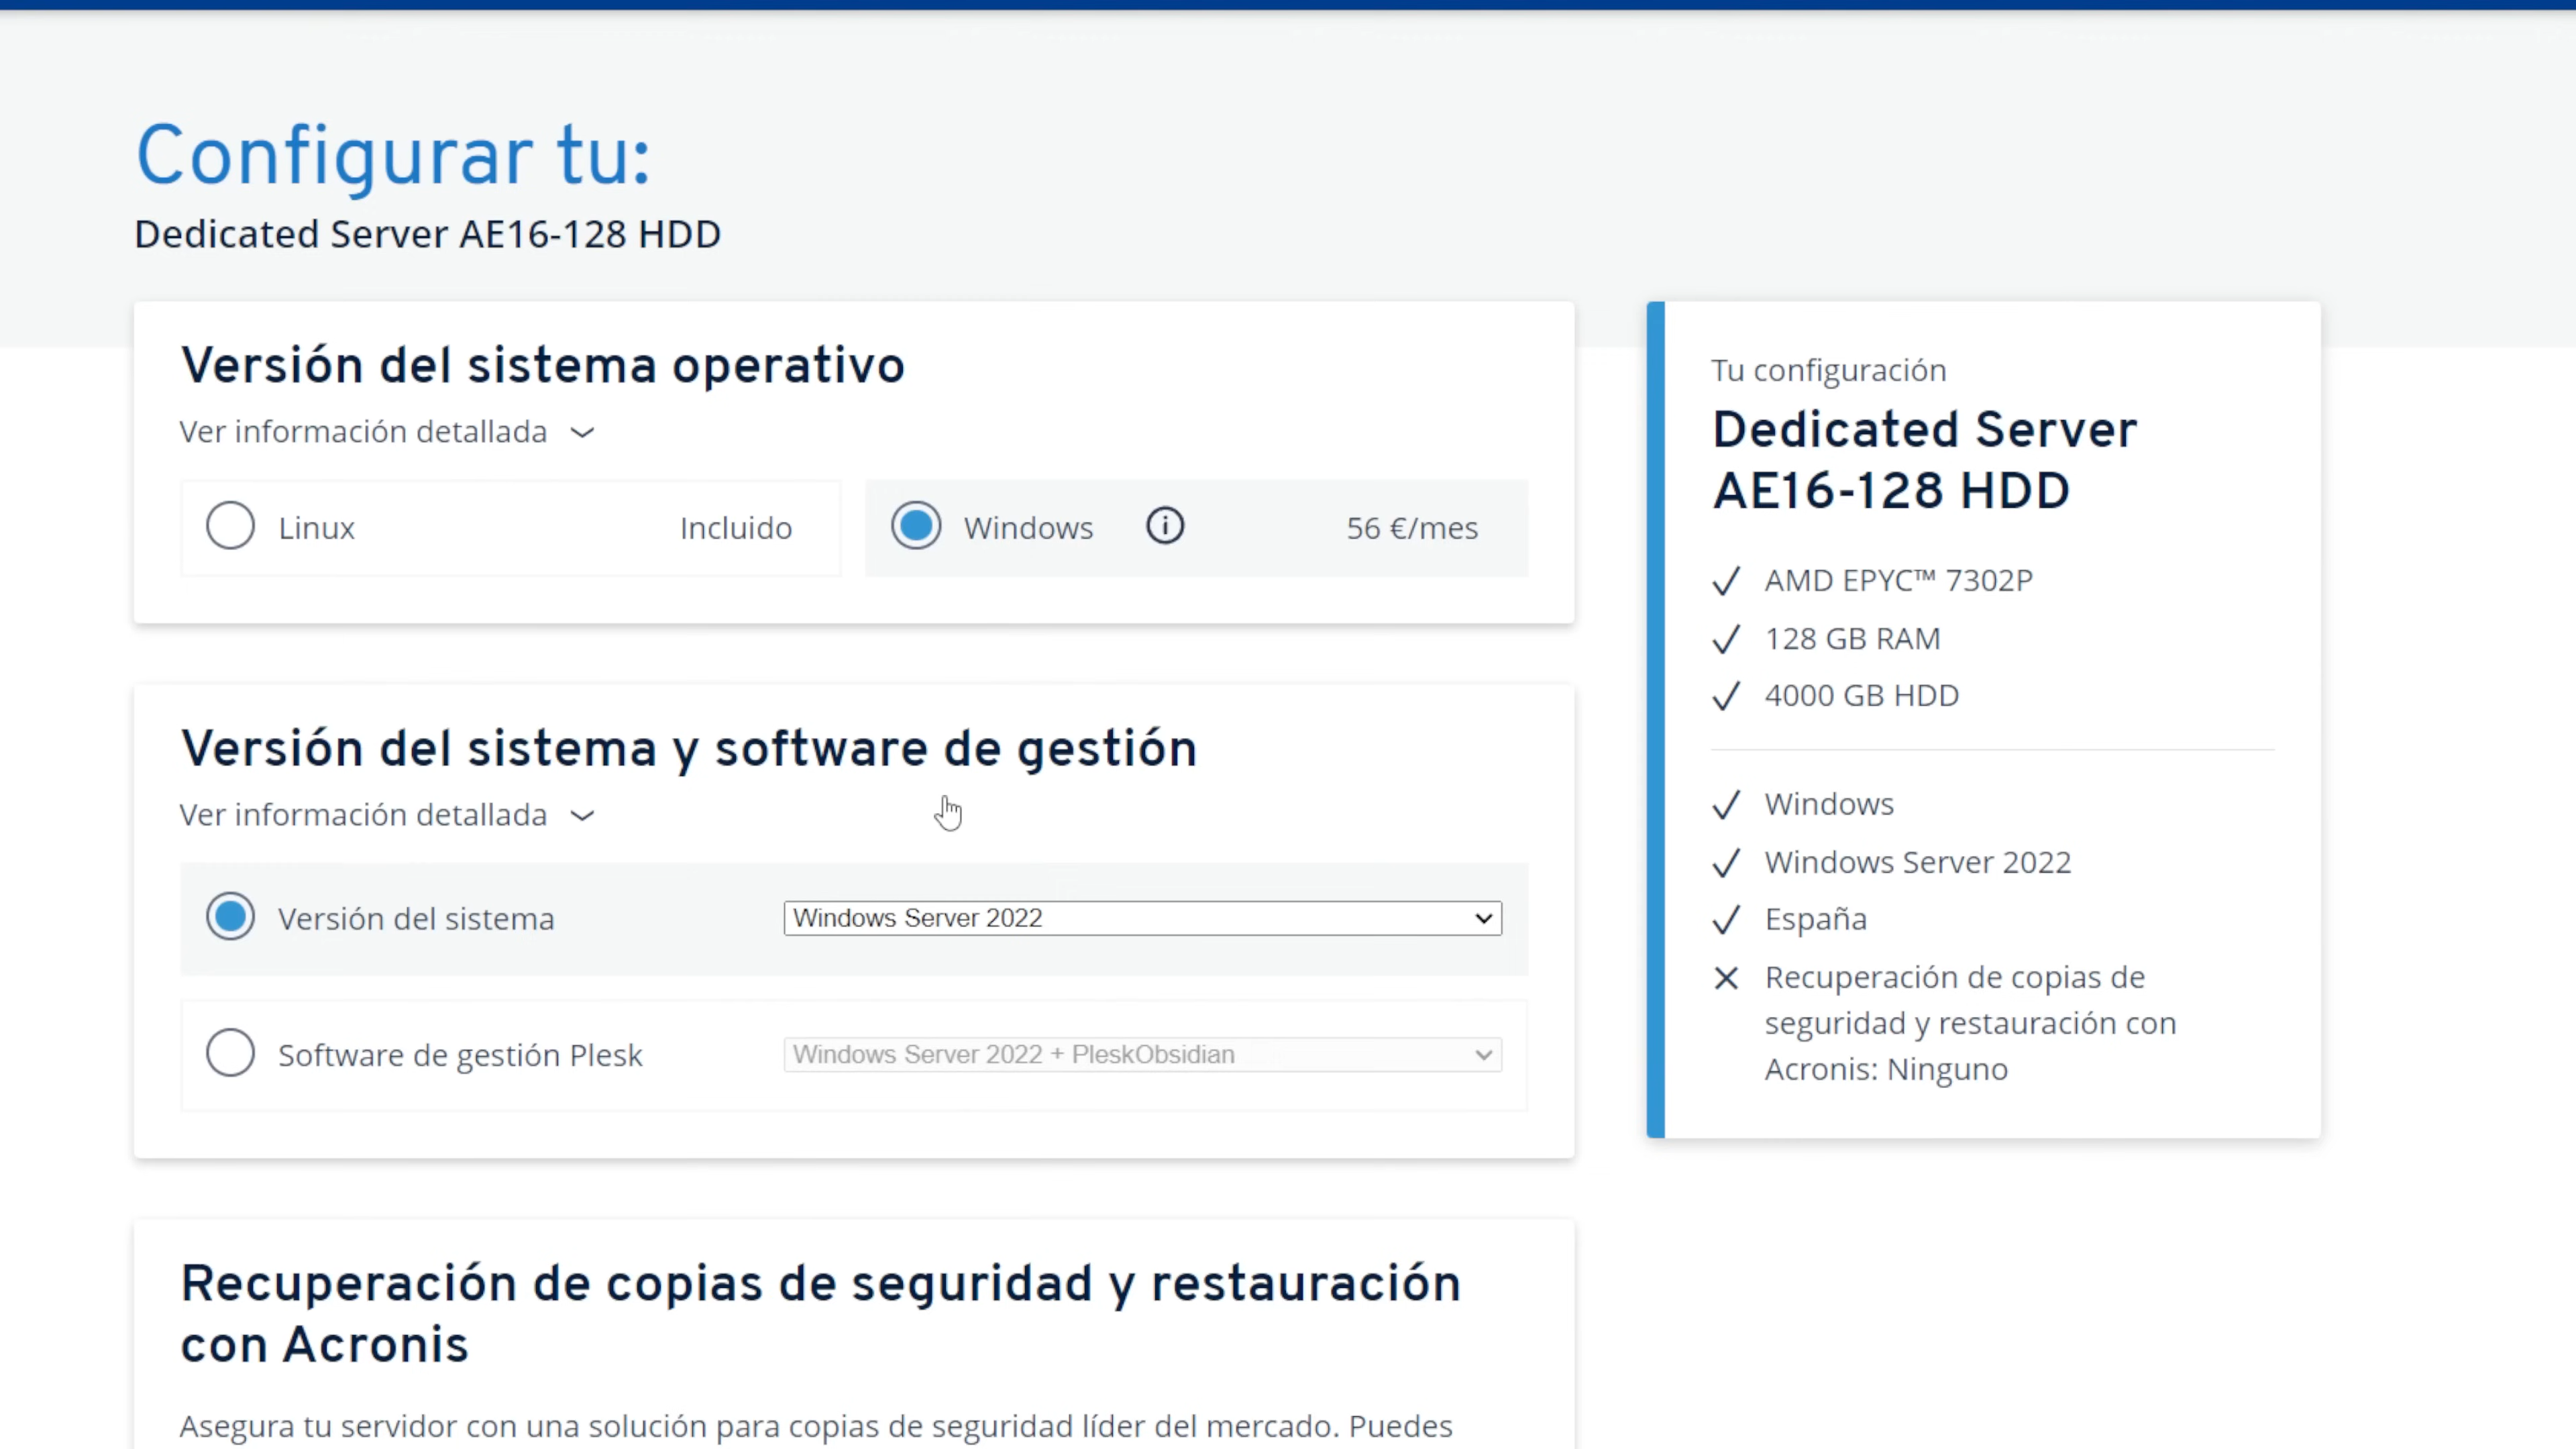 Configurar tu:
Dedicated Server AE16-128 HDD
Versión del sistema operativo
Ver información detallada
Linux Incluido
Windows 56 €/mes
Versión del sistema y software de gestión
Ver información detallada
Versión del sistema Windows Server 2022
Software de gestión Plesk Windows Server 2022 + PleskObsidian
Recuperación de copias de seguridad y restauración
con Acronis
Asegura tu servidor con una solución para copias de seguridad líder del mercado. Puedes
Tu configuración
Dedicated Server
AE16-128 HDD
AMD EPYC™ 7302P
128 GB RAM
4000 GB HDD
Windows
Windows Server 2022
España
Recuperación de copias de
seguridad y restauración con
Acronis: Ninguno